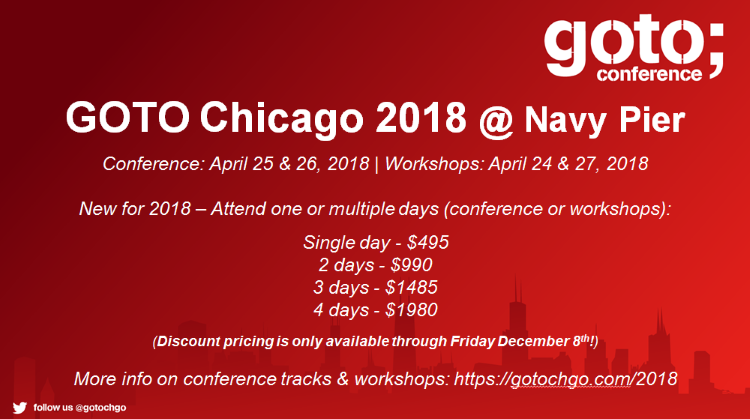 goto;
conference
GOTO Chicago 2018 @ Navy Pier
Conference: April 25 & 26, 2018 | Workshops: April 24 & 27, 2018
New for 2018 – Attend one or multiple days (conference or workshops):
Single day - $495
2 days - $990
3 days - $1485
4 days - $1980
(Discount pricing is only available through Friday December 8th!)
More info on conference tracks & workshops: https://gotochgo.com/2018
follow us @gotochgo